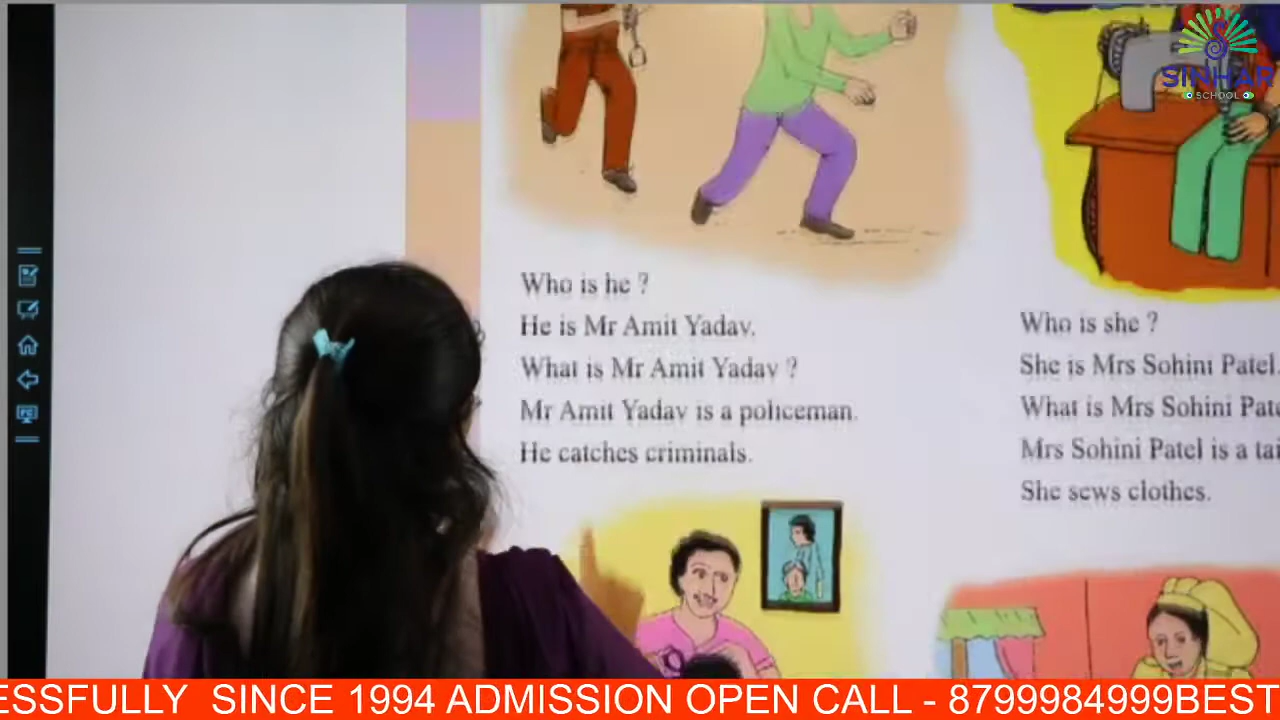 SINHAR
SCHOOL
Who is he ?
He is Mr Amit Yadav.
What is Mr Amit Yadav ?
Mr Amit Yadav is a policeman.
He catches criminals.
Who is she ?
She is Mrs Sohini Patel.
What is Mrs Sohini
Mrs Sohini Patel is a
She sews clothes.
PC
SINCE 1994 ADMISSION OPEN CALL - 8799984999BEST